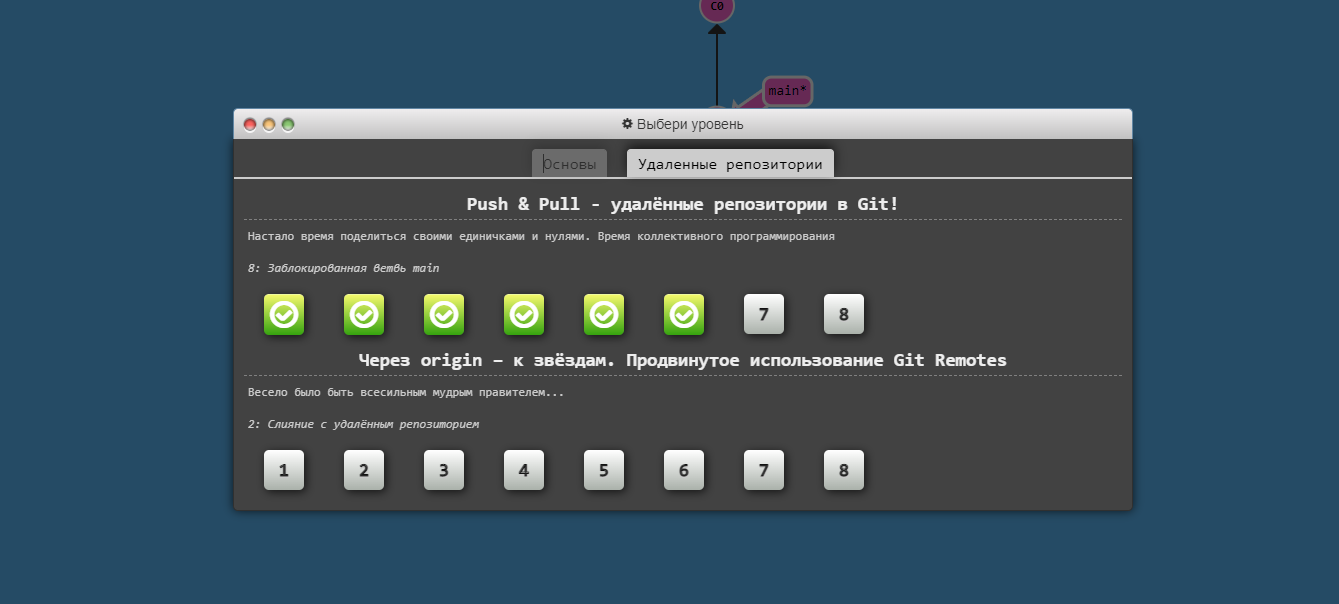 C0
main*
Выбери уровень
Основы
Удаленные репозитории
Push & Pull - удалённые репозитории в Git!
Настало время поделиться своими единичками и нулями. Время коллективного программирования
8: Заблокированная ветвь main
7 8
Через origin – к звёздам. Продвинутое использование Git Remotes
Весело было быть всесильным мудрым правителем...
2: Слияние с удалённым репозиторием
1 2 3 4 5 6 7 8